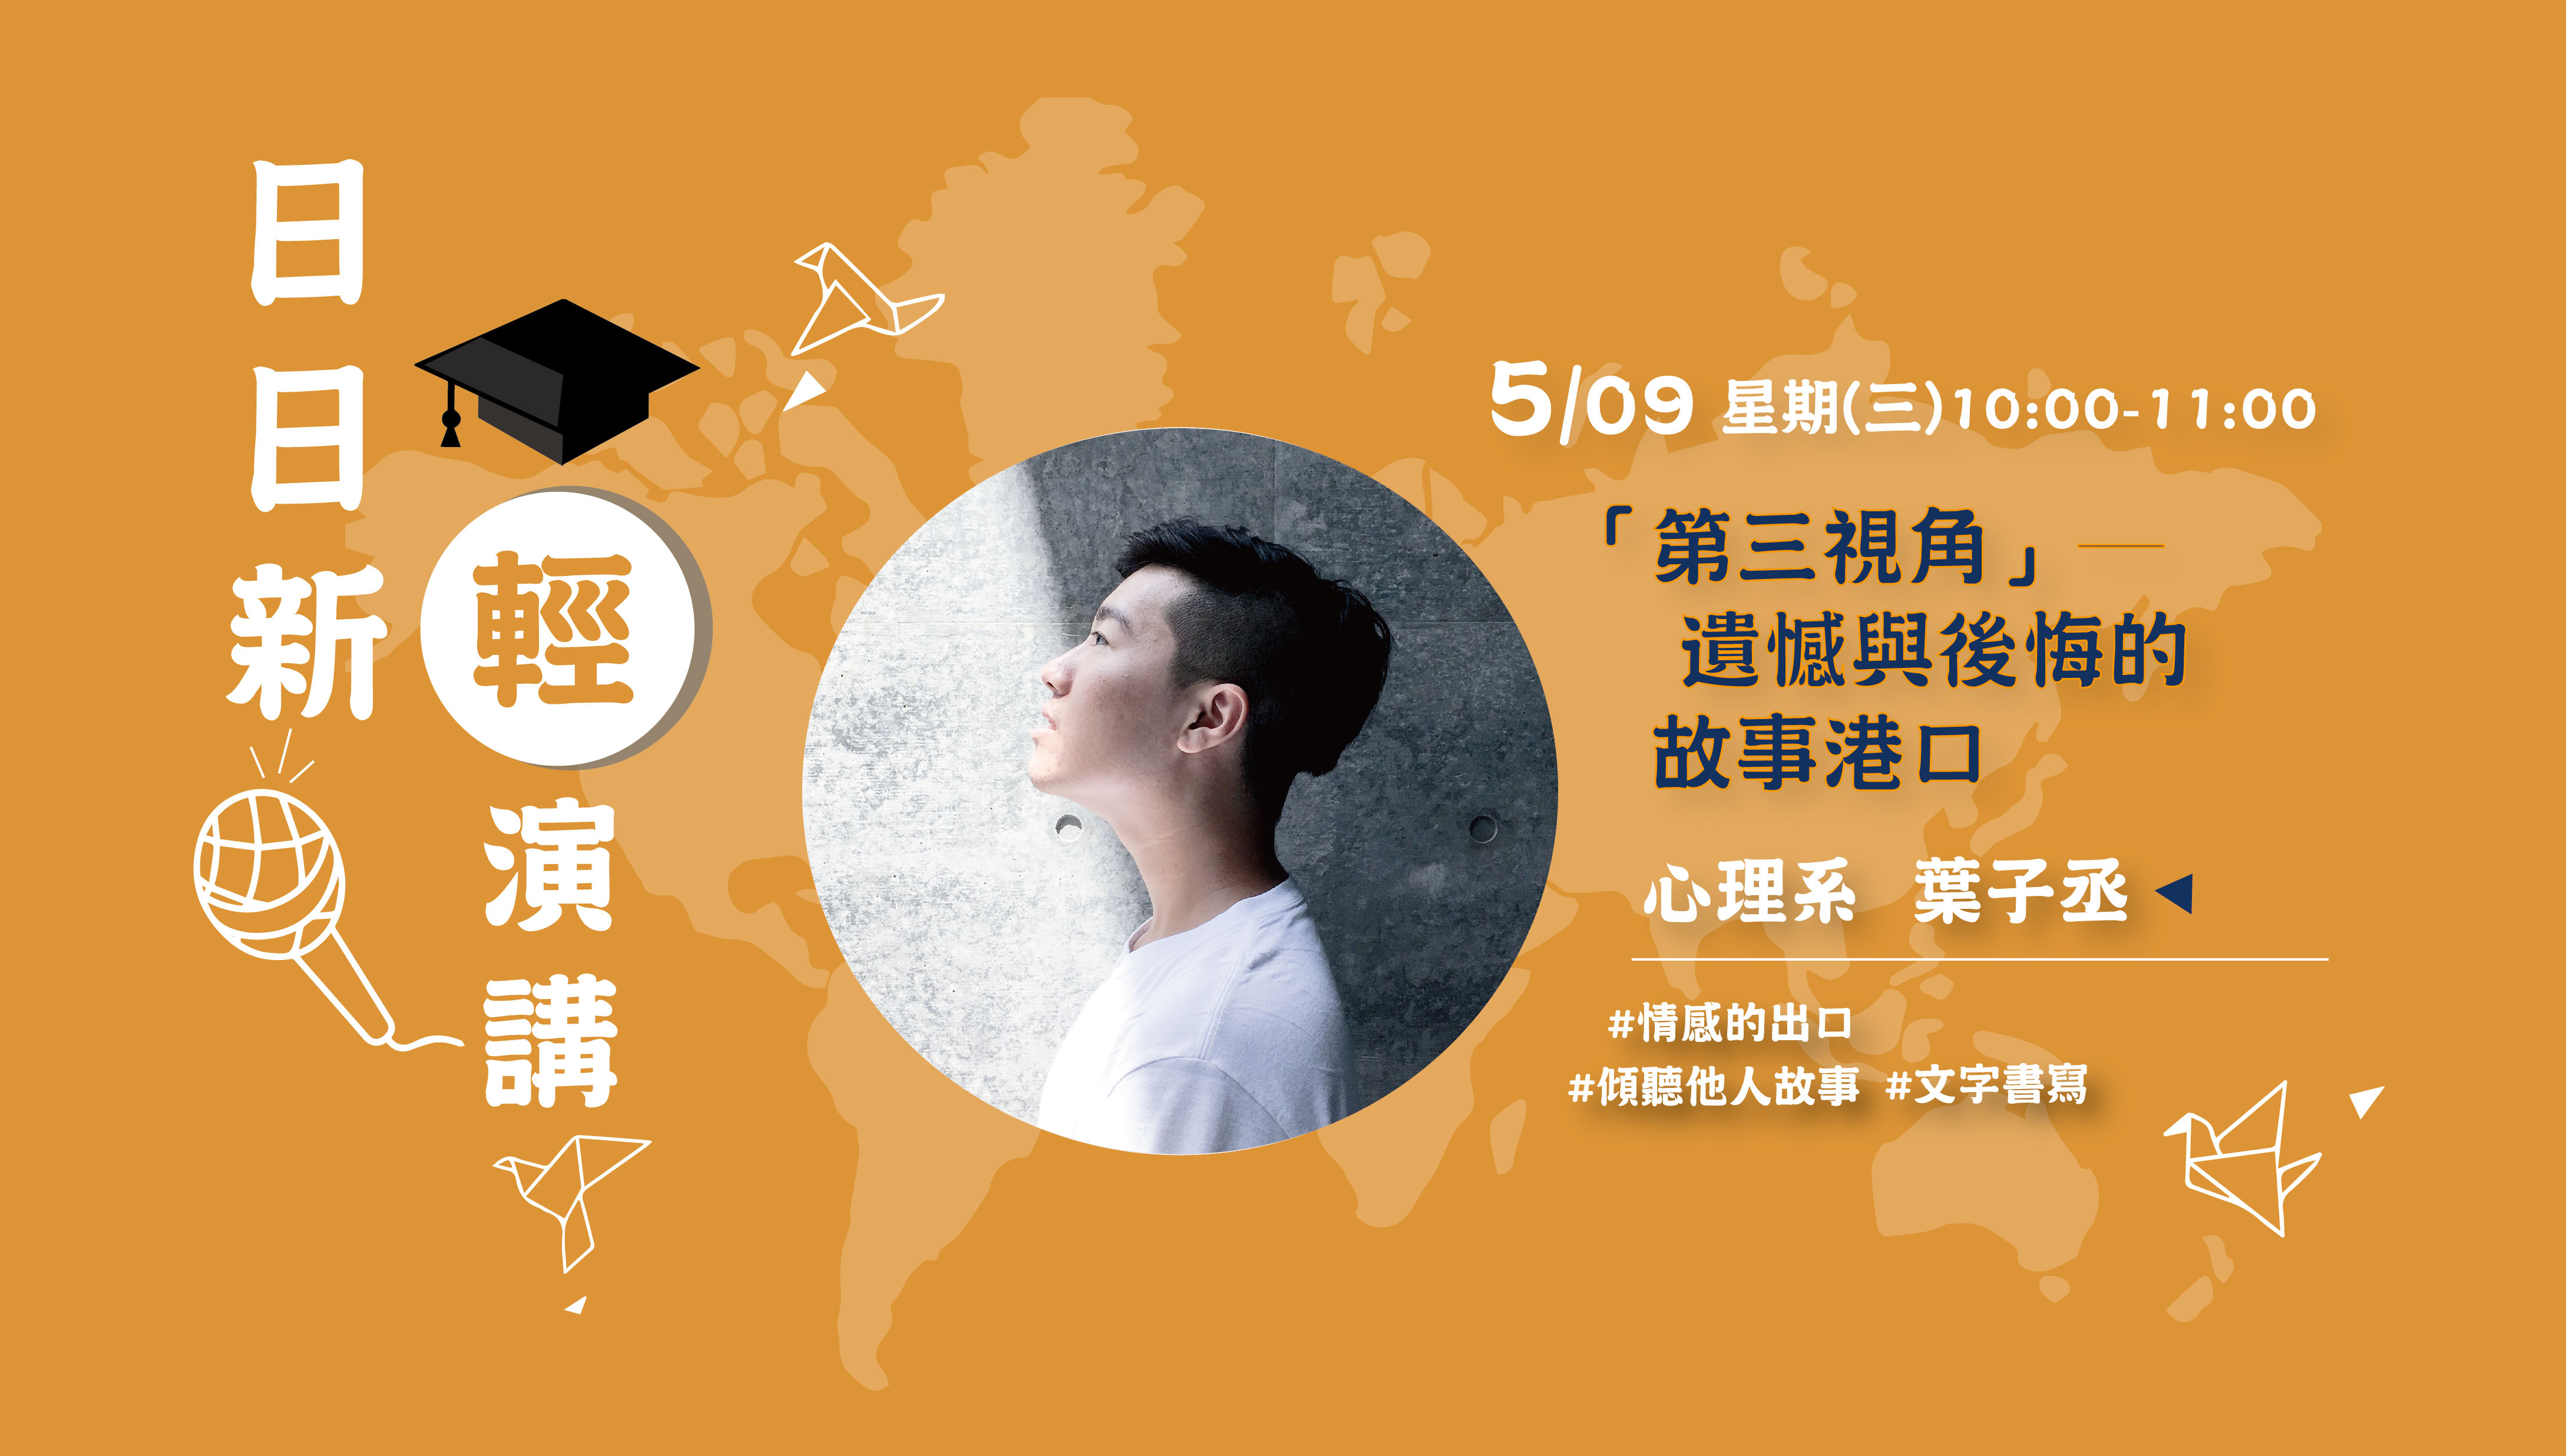 日日新
輕演講
5/09 星期(三)10:00-11:00
「第三視角」—
遺憾與後悔的
故事港口
心理系 葉子丞
#情感的出口
#傾聽他人故事 #文字書寫